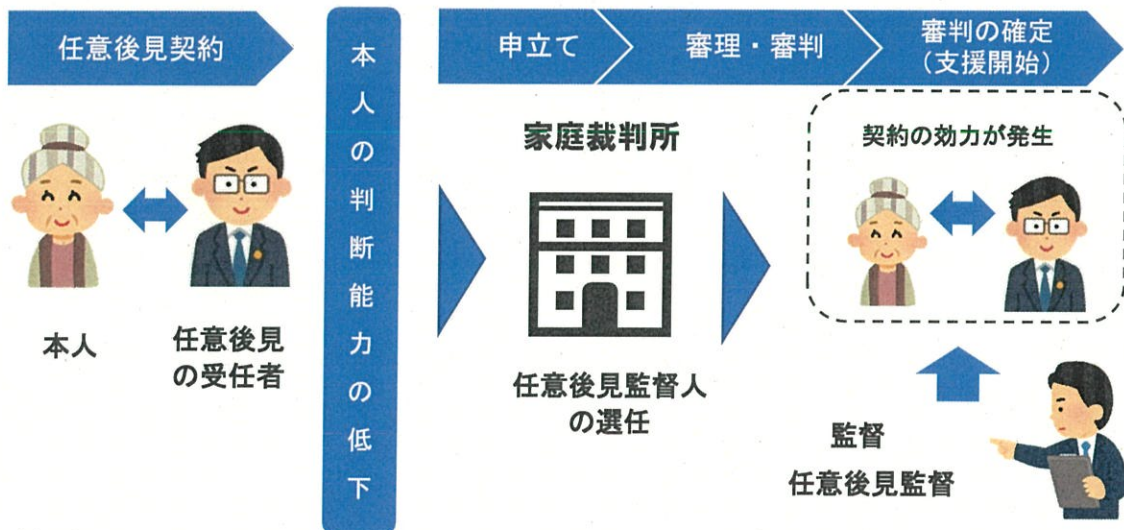 任意後見契約
本人の判断能力の低下
申立て
審理・審判
審判の確定
（支援開始）
本人
任意後見
の受任者
家庭裁判所
任意後見監督人
の選任
契約の効力が発生
監督
任意後見監督